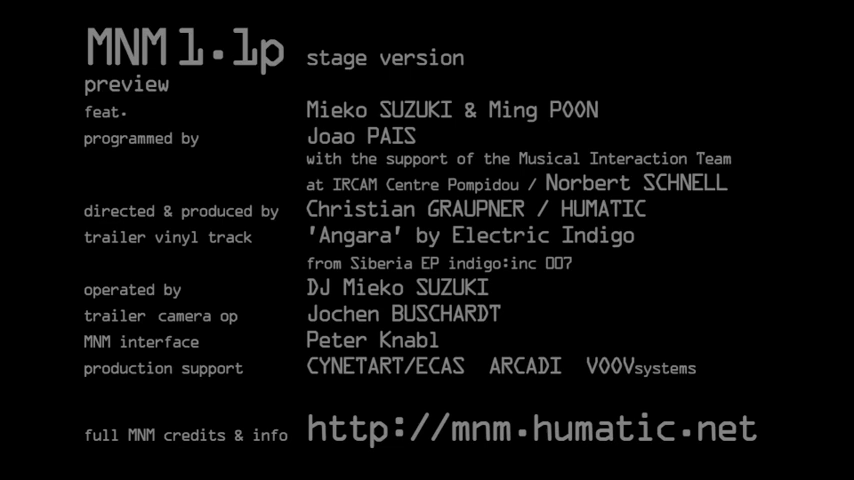 MNM 1.1p stage version
preview
feat. Mieko SUZUKI & Ming POON
programmed by Joao PAIS
with the support of the Musical Interaction Team
at IRCAM Centre Pompidou / Norbert SCHNELL
directed & produced by Christian GRAUPNER / HUMATIC
trailer vinyl track 'Angara' by Electric Indigo
from Siberia EP indigo:inc 007
operated by DJ Mieko SUZUKI
trailer camera op Jochen BUSCHARDT
MNM interface Peter Knabl
production support CYNETART/ECAS ARCADI VOOVsystems
full MNM credits & info http://mnm.humatic.net